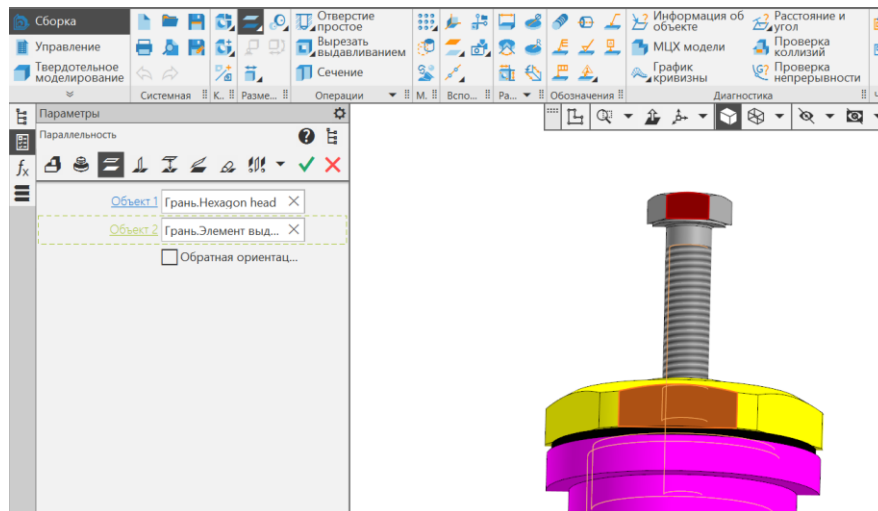 Сборка
Управление
Твердотельное
моделирование
Системная
К...
Разме...
Отверстие
простое
Вырезать
выдавливанием
Сечение
Операции
М.
Вспо...
Ра...
Обозначения
Информация об
объекте
МЦХ модели
График
кривизны
Расстояние и
угол
Проверка
коллизий
Проверка
непрерывности
Диагностика
Параметры
Параллельность
Объект 1 Грань.Hexagon head
Объект 2 Грань.Элемент выд...
Обратная ориентац...